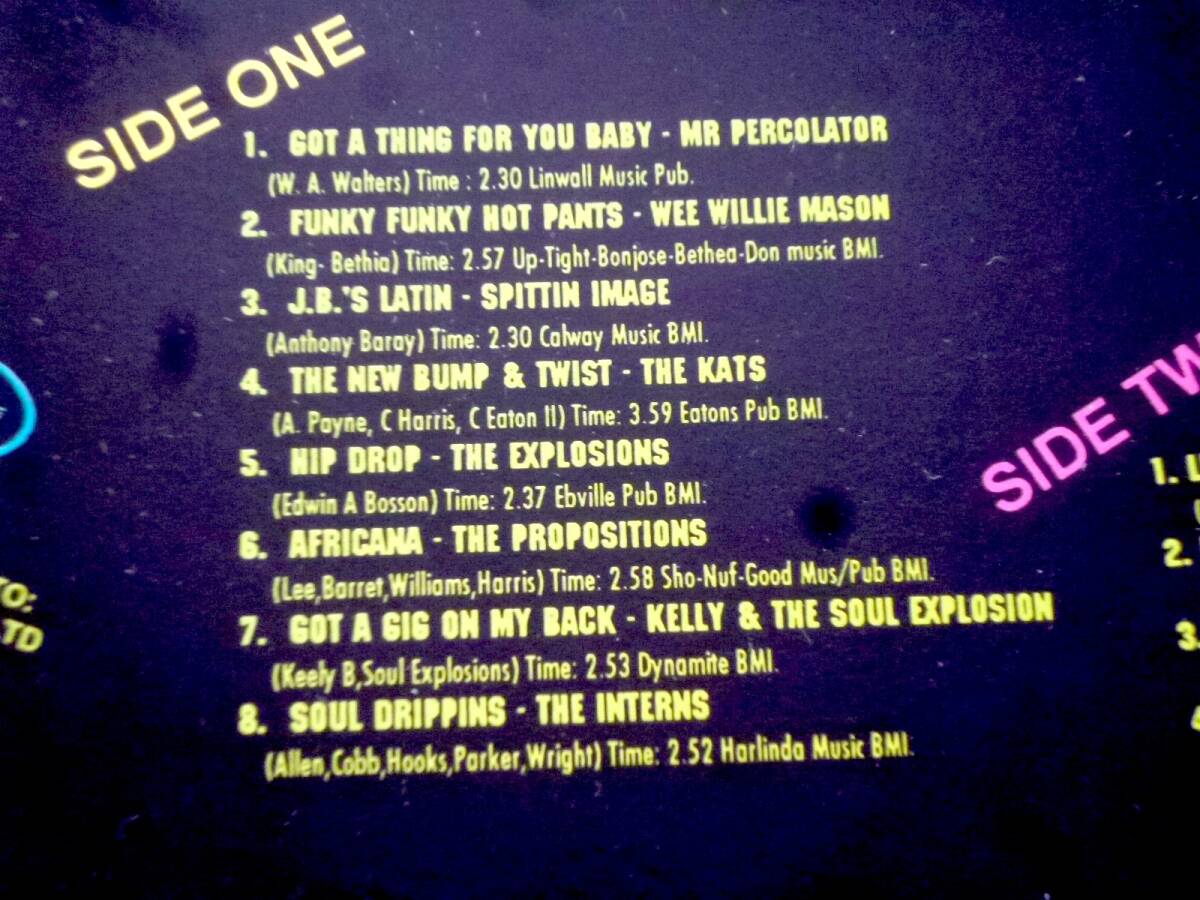 SIDE ONE
1. GOT A THING FOR YOU BABY - MR PERCOLATOR
(W. A. Walters) Time : 2.30 Linwall Music Pub.
2. FUNKY FUNKY HOT PANTS - WEE WILLIE MASON
(King- Bethia) Time: 2.57 Up-Tight-Bonjose-Bethea-Don music BMI.
3. J.B.'S LATIN - SPITTIN IMAGE
(Anthony Baray) Time: 2.30 Calway Music BMI.
4. THE NEW BUMP & TWIST - THE KATS
(A. Payne, C Harris, C Eaton II) Time: 3.59 Eatons Pub BMI.
5. HIP DROP - THE EXPLOSIONS
(Edwin A Bosson) Time: 2.37 Ebville Pub BMI.
6. AFRICANA - THE PROPOSITIONS
(Lee,Barret,Williams,Harris) Time: 2.58 Sho-Nuf-Good Mus/Pub BMI.
7. GOT A GIG ON MY BACK - KELLY & THE SOUL EXPLOSION
(Keely B,Soul Explosions) Time: 2.53 Dynamite BMI.
8. SOUL DRIPPINS - THE INTERNS
(Allen,Cobb,Hooks,Parker,Wright) Time: 2.52 Harlinda Music BMI.
TO:
LTD
SIDE TW
1.
2.
3.